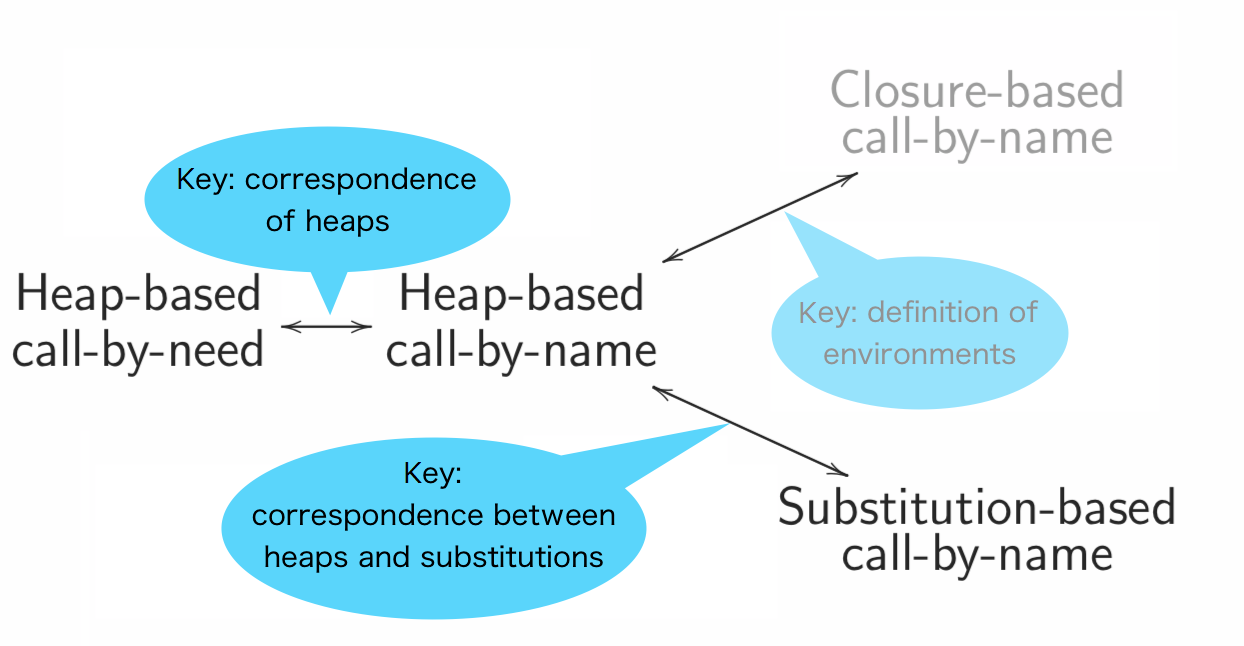 Closure-based
call-by-name
Key: correspondence
of heaps
Heap-based
call-by-need
Heap-based
call-by-name
Key: definition of
environments
Key:
correspondence between
heaps and substitutions
Substitution-based
call-by-name